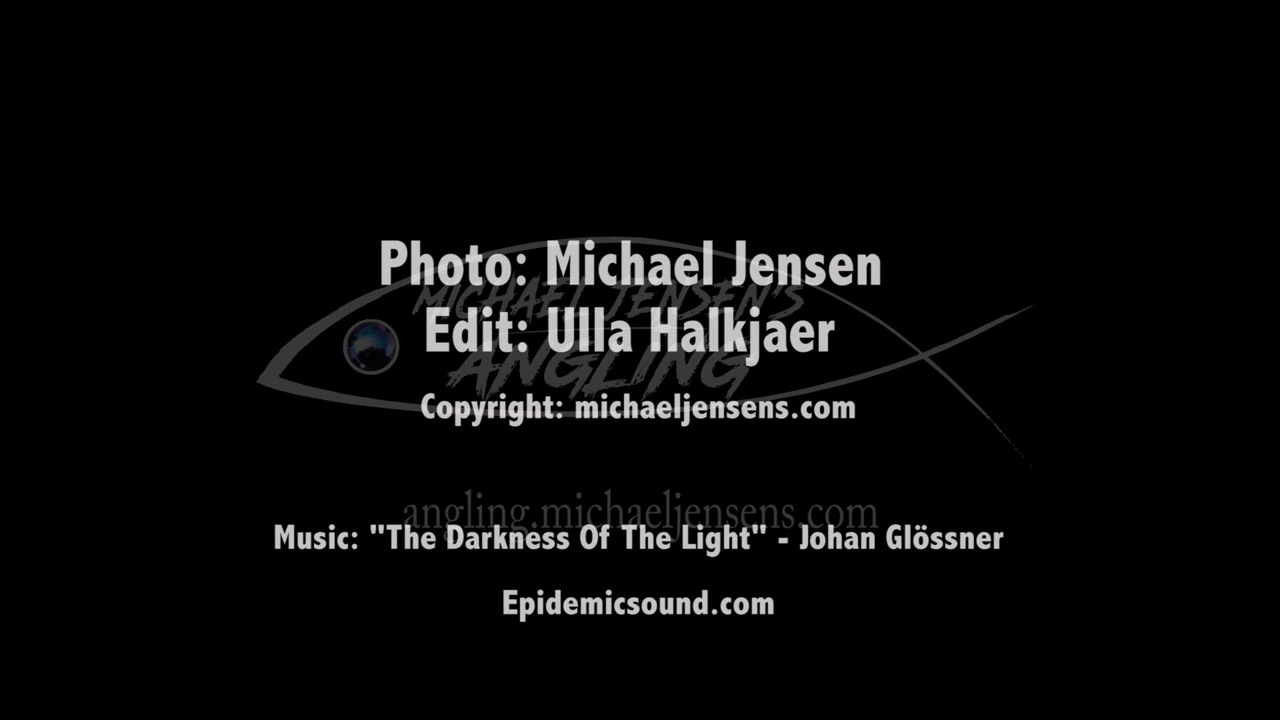 Photo: Michael Jensen
MICHAEL JENSEN'S
Edit: Ulla Halkjaer
ANGLING
Copyright: michaeljensens.com
angling.michaeljensens.com
Music: "The Darkness Of The Light" - Johan Glössner
Epidemicsound.com